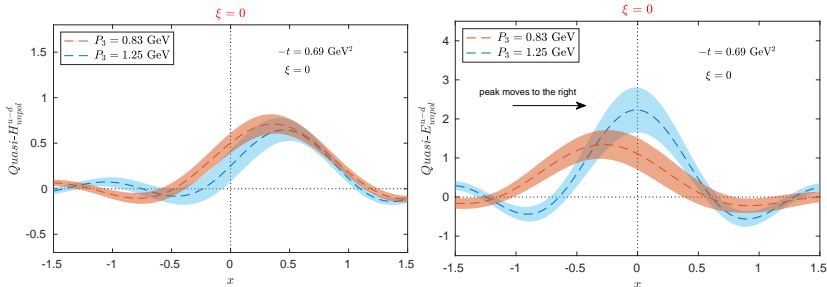 ξ = 0
P₃ = 0.83 GeV
P₃ = 1.25 GeV
−t = 0.69 GeV²
ξ = 0
Quasi-H^{u−d}_{unpol}
1.5
1
0.5
0
-0.5
-1.5
-1
-0.5
0
0.5
1
1.5
x
ξ = 0
P₃ = 0.83 GeV
P₃ = 1.25 GeV
−t = 0.69 GeV²
ξ = 0
peak moves to the right
Quasi-E^{u−d}_{unpol}
4
3
2
1
0
-1
-1.5
-1
-0.5
0
0.5
1
1.5
x